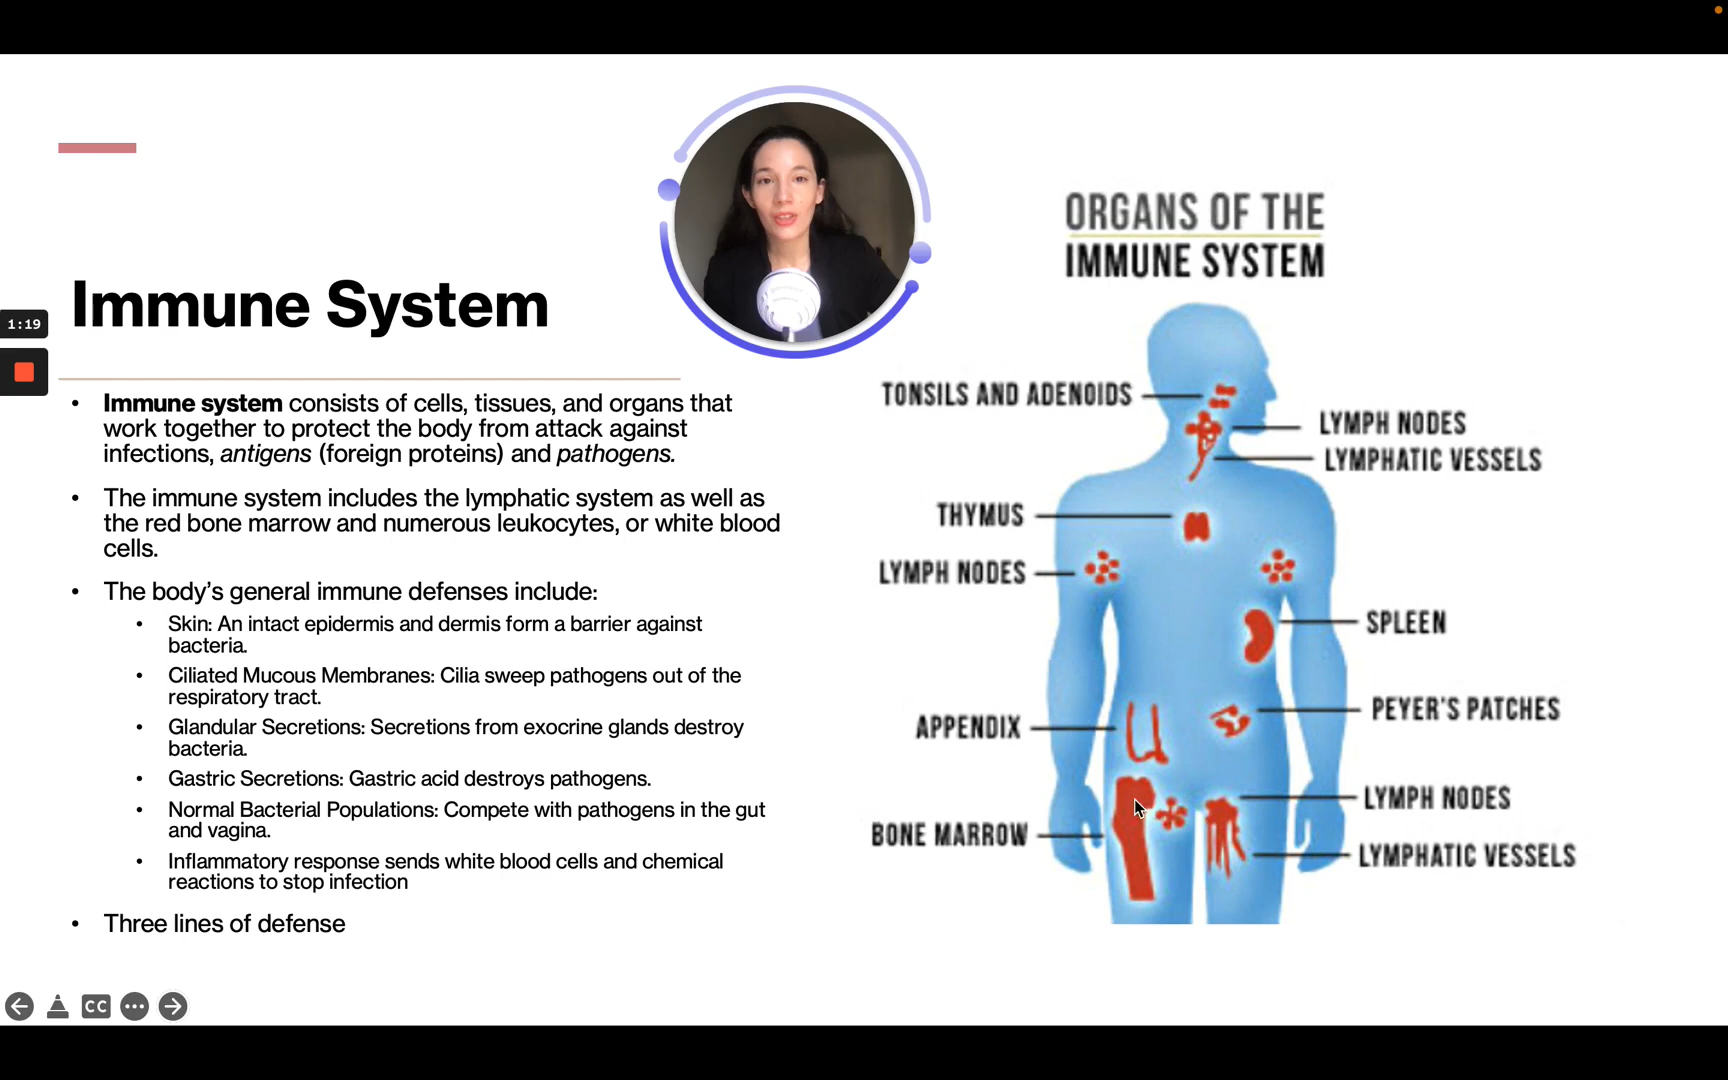 1:19
Immune System
• Immune system consists of cells, tissues, and organs that
work together to protect the body from attack against
infections, antigens (foreign proteins) and pathogens.
• The immune system includes the lymphatic system as well as
the red bone marrow and numerous leukocytes, or white blood
cells.
• The body's general immune defenses include:
• Skin: An intact epidermis and dermis form a barrier against
bacteria.
• Ciliated Mucous Membranes: Cilia sweep pathogens out of the
respiratory tract.
• Glandular Secretions: Secretions from exocrine glands destroy
bacteria.
• Gastric Secretions: Gastric acid destroys pathogens.
• Normal Bacterial Populations: Compete with pathogens in the gut
and vagina.
• Inflammatory response sends white blood cells and chemical
reactions to stop infection
• Three lines of defense
CC
ORGANS OF THE
IMMUNE SYSTEM
TONSILS AND ADENOIDS
LYMPH NODES
LYMPHATIC VESSELS
THYMUS
LYMPH NODES
SPLEEN
PEYER'S PATCHES
APPENDIX
LYMPH NODES
BONE MARROW
LYMPHATIC VESSELS